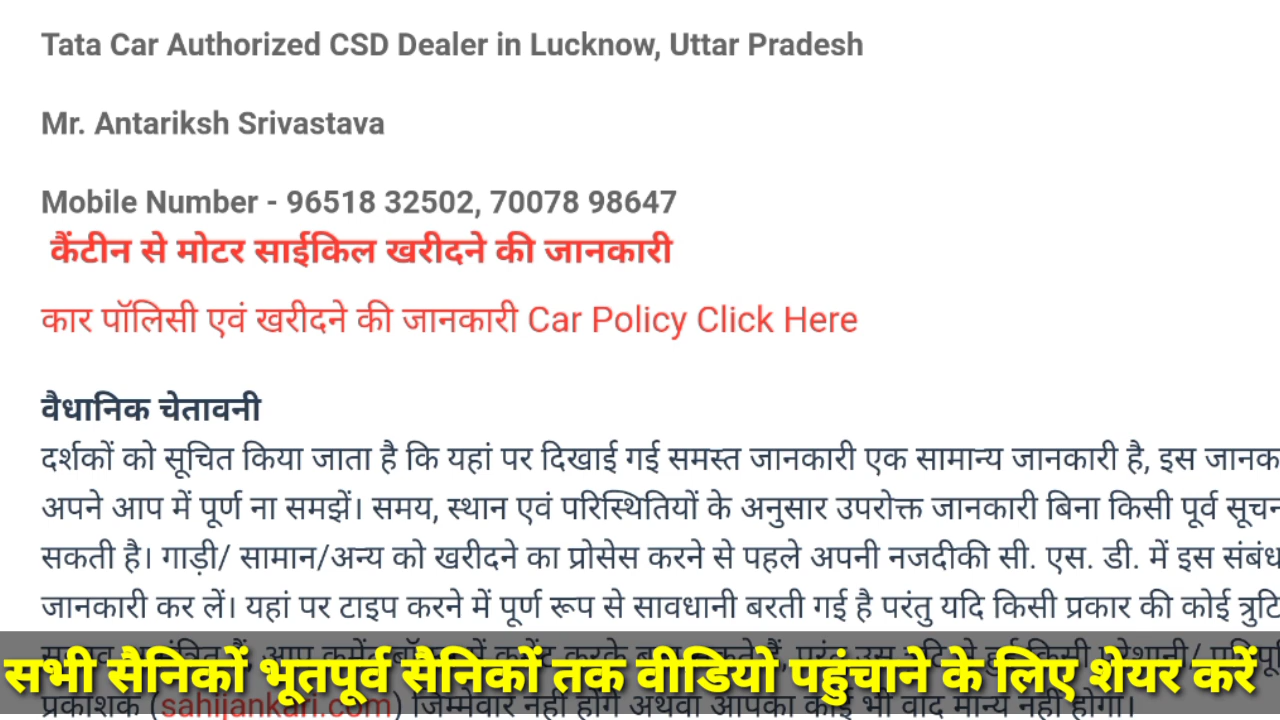 Tata Car Authorized CSD Dealer in Lucknow, Uttar Pradesh
Mr. Antariksh Srivastava
Mobile Number - 96518 32502, 70078 98647
कैंटीन से मोटर साईकिल खरीदने की जानकारी
कार पॉलिसी एवं खरीदने की जानकारी Car Policy Click Here
वैधानिक चेतावनी
दर्शकों को सूचित किया जाता है कि यहां पर दिखाई गई समस्त जानकारी एक सामान्य जानकारी है, इस जानक
अपने आप में पूर्ण ना समझें। समय, स्थान एवं परिस्थितियों के अनुसार उपरोक्त जानकारी बिना किसी पूर्व सूचन
सकती है। गाड़ी/ सामान/अन्य को खरीदने का प्रोसेस करने से पहले अपनी नजदीकी सी. एस. डी. में इस संबंध
जानकारी कर लें। यहां पर टाइप करने में पूर्ण रूप से सावधानी बरती गई है परंतु यदि किसी प्रकार की कोई त्रुटि
सभी सैनिकों भूतपूर्व सैनिकों तक वीडियो पहुंचाने के लिए शेयर करें
प्रकाशक (sahijankari.com) जिम्मेवार नहीं होंगे अथवा आपका कोई भी वाद मान्य नहीं होगा।